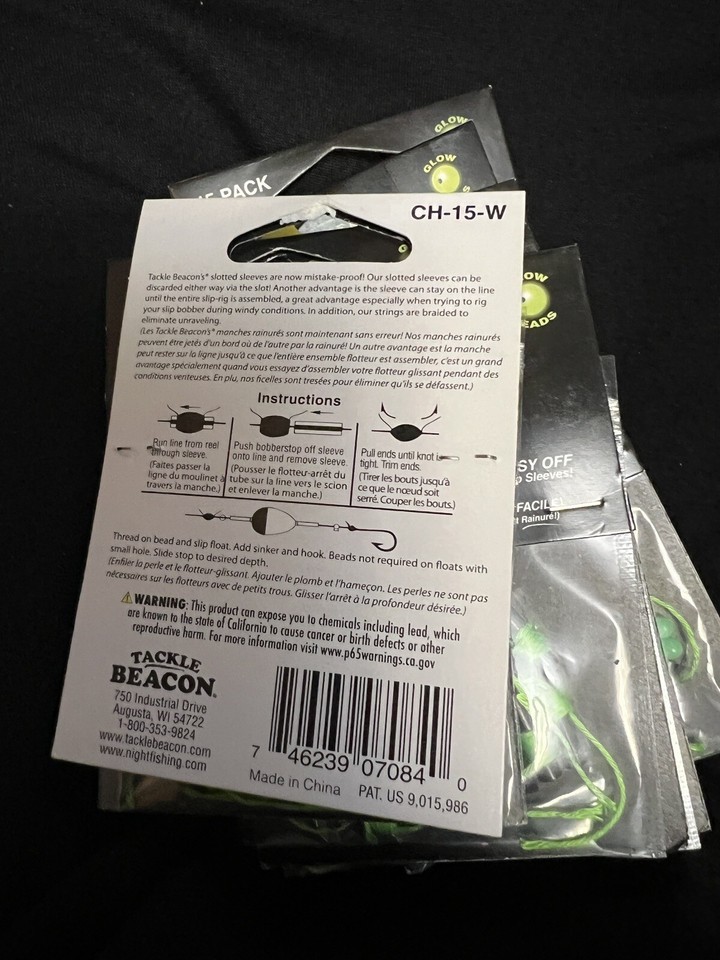 GLOW
GLOW
PACK
CH-15-W
Tackle Beacon's® slotted sleeves are now mistake-proof! Our slotted sleeves can be
discarded either way via the slot! Another advantage is the sleeve can stay on the line
until the entire slip-rig is assembled, a great advantage especially when trying to rig
your slip bobber during windy conditions. In addition, our strings are braided to
eliminate unraveling.
(Les Tackle Beacon's® manches rainurés sont maintenant sans erreur! Nos manches rainurés
peuvent être jetés d'un bord où de l'autre par la rainuré! Un autre avantage est la manche
peut rester sur la ligne jusqu'à ce que l'entière ensemble flotteur est assembler, c'est un grand
avantage spécialement quand vous essayez d'assembler votre flotteur glissant pendant des
conditions venteuses. En plu, nos ficelles sont tresées pour éliminer qu'ils se défassent.)
Instructions
Run line from reel
through sleeve.
(Faites passer la
ligne du moulinet à
travers la manche.)
Push bobberstop off sleeve
onto line and remove sleeve.
(Pousser le flotteur-arrêt du
tube sur la line vers le scion
et enlever la manche.)
Pull ends until knot is
tight. Trim ends.
(Tirer les bouts jusqu'à
ce que le nœud soit
serré. Couper les bouts.)
Thread on bead and slip float. Add sinker and hook. Beads not required on floats with
small hole. Slide stop to desired depth.
(Enfiler la perle et le flotteur-glissant. Ajouter le plomb et l'hameçon. Les perles ne sont pas
nécessaires sur les flotteurs avec de petits trous. Glisser l'arrêt à la profondeur désirée.)
WARNING: This product can expose you to chemicals including lead, which
are known to the state of California to cause cancer or birth defects or other
reproductive harm. For more information visit www.p65warnings.ca.gov
TACKLE
BEACON®
750 Industrial Drive
Augusta, WI 54722
1-800-353-9824
www.tacklebeacon.com
www.nightfishing.com
7 46239 07084 0
Made in China PAT. US 9,015,986
OW
EADS
SY OFF
Sleeves!
FACILE!
t Rainuré!)